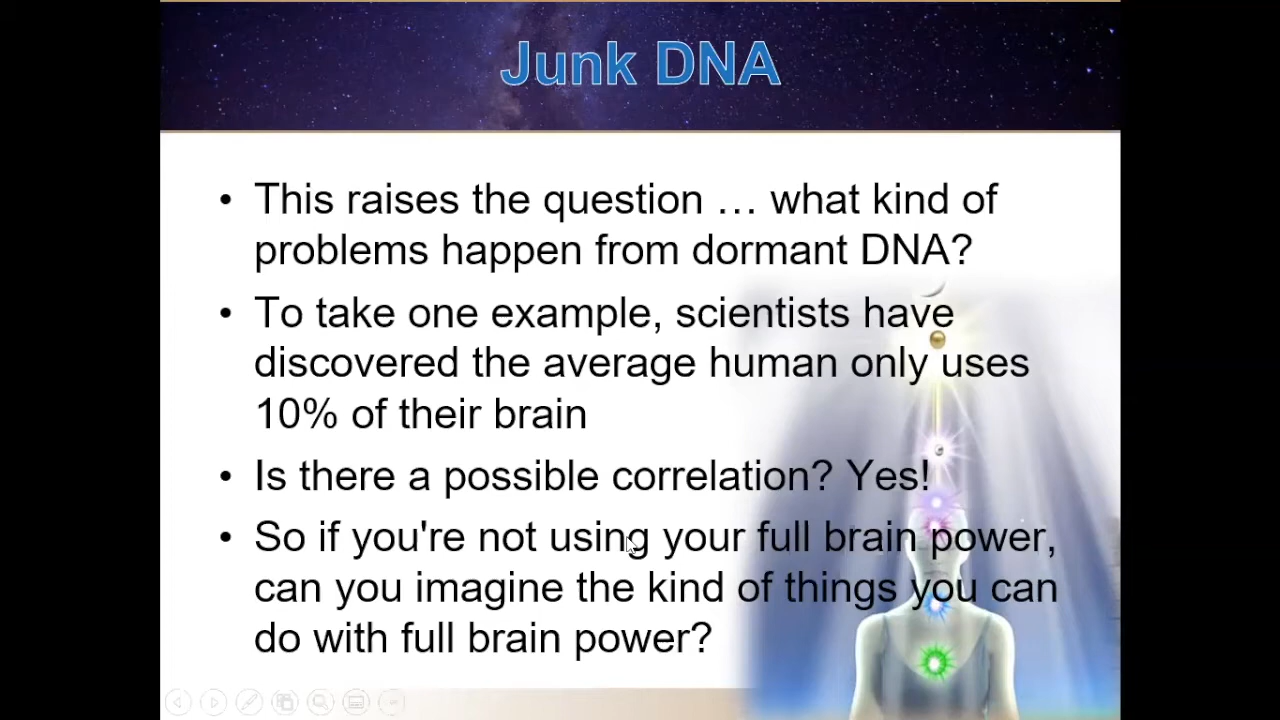 Junk DNA
• This raises the question … what kind of
problems happen from dormant DNA?
• To take one example, scientists have
discovered the average human only uses
10% of their brain
• Is there a possible correlation? Yes!
• So if you're not using your full brain power,
can you imagine the kind of things you can
do with full brain power?